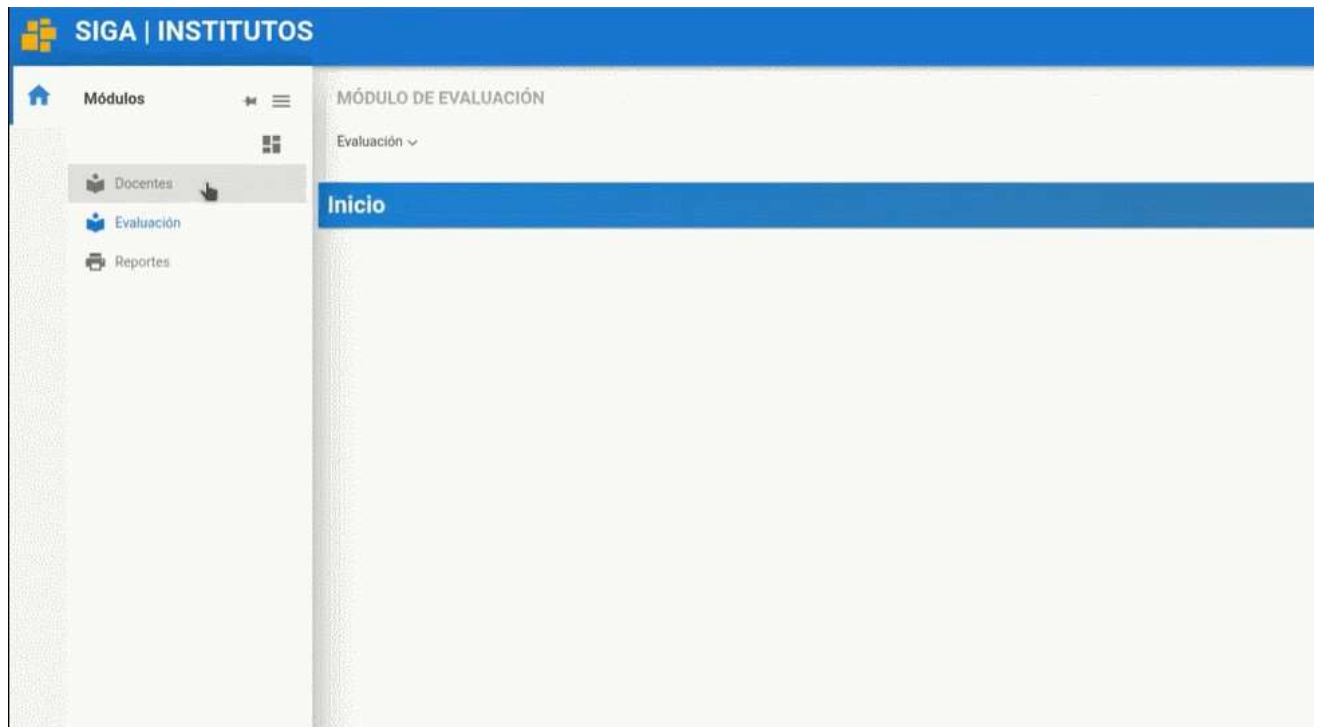 SIGA | INSTITUTOS
Módulos
Docentes
Evaluación
Reportes
MÓDULO DE EVALUACIÓN
Evaluación
Inicio